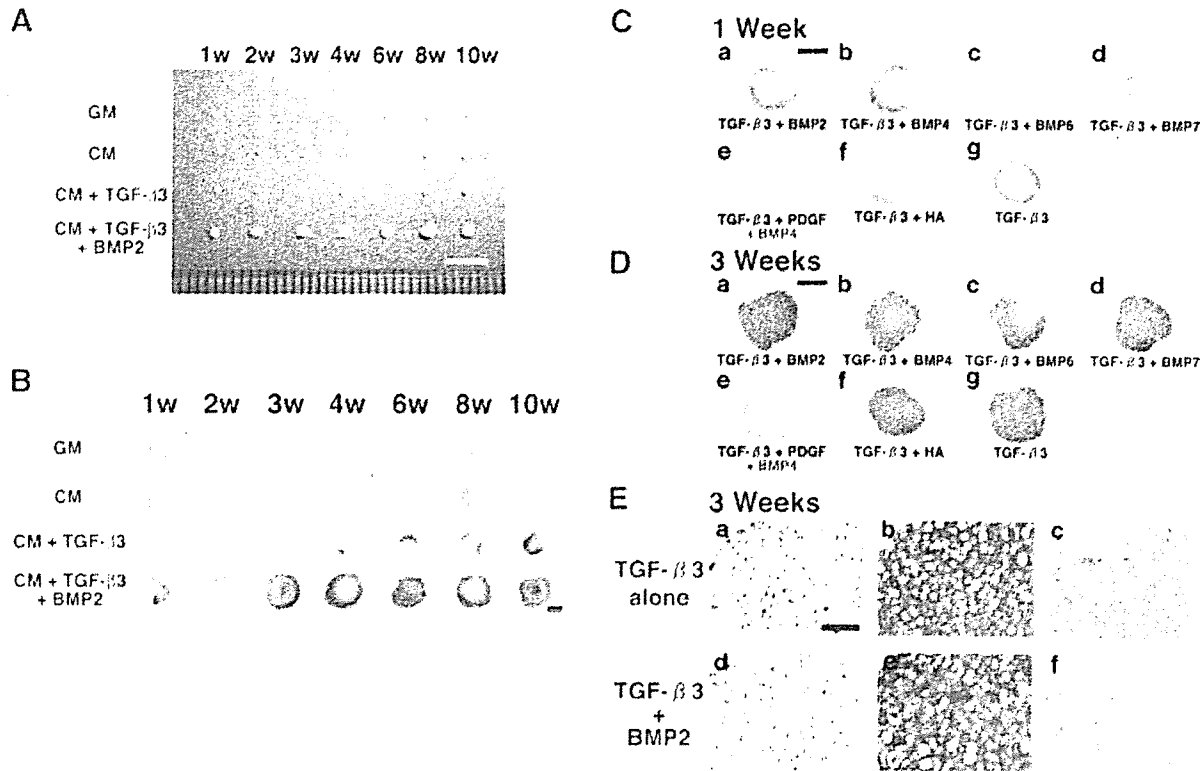 A
1w 2w 3w 4w 6w 8w 10w
GM
CM
CM + TGF-β3
CM + TGF-β3
+ BMP2
B
1w 2w 3w 4w 6w 8w 10w
GM
CM
CM + TGF-β3
CM + TGF-β3
+ BMP2
C 1 Week
a b c d
TGF-β3 + BMP2 TGF-β3 + BMP4 TGF-β3 + BMP6 TGF-β3 + BMP7
e f g
TGF-β3 + PDGF
+ BMP4
TGF-β3 + HA TGF-β3
D 3 Weeks
a b c d
TGF-β3 + BMP2 TGF-β3 + BMP4 TGF-β3 + BMP6 TGF-β3 + BMP7
e f g
TGF-β3 + PDGF
+ BMP4
TGF-β3 + HA TGF-β3
E 3 Weeks
a b c
TGF-β3
alone
d e f
TGF-β3
+
BMP2